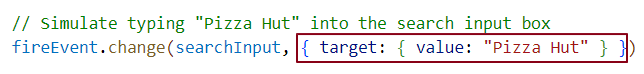 // Simulate typing "Pizza Hut" into the search input box
fireEvent.change(searchInput, { target: { value: "Pizza Hut" } })